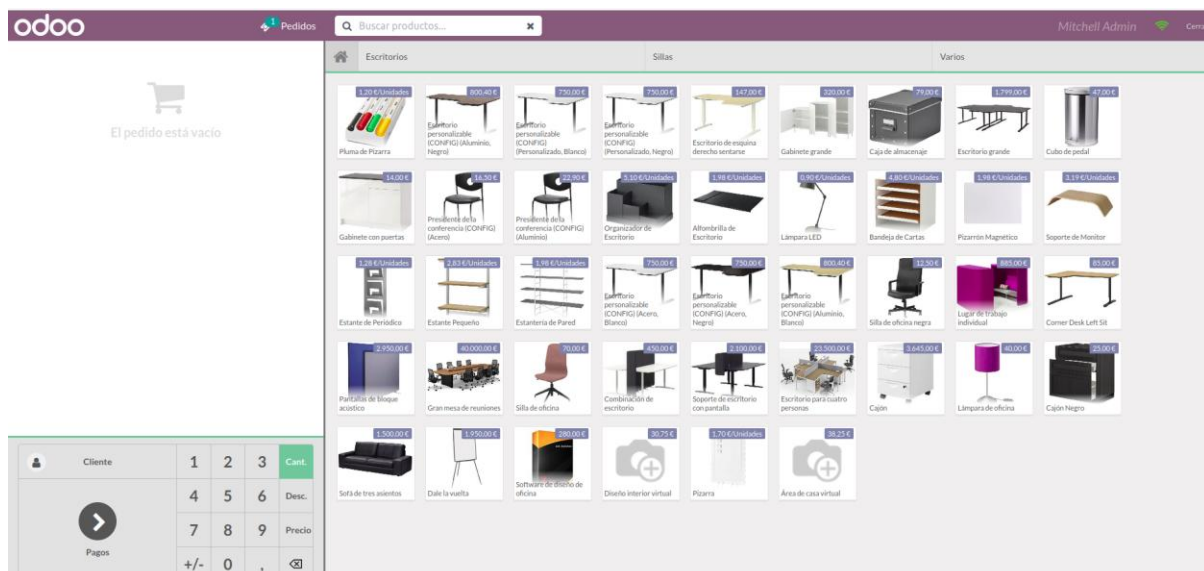 odoo
1 Pedidos
Buscar productos...
Mitchell Admin
Cerra
El pedido está vacío
Escritorios
Sillas
Varios
1,20 €/Unidades
Pluma de Pizarra
800,40 €
Escritorio
personalizable
(CONFIG) (Aluminio,
Negro)
750,00 €
Escritorio
personalizable
(CONFIG)
(Personalizado, Blanco)
750,00 €
Escritorio
personalizable
(CONFIG)
(Personalizado, Negro)
147,00 €
Escritorio de esquina
derecho sentarse
320,00 €
Gabinete grande
79,00 €
Caja de almacenaje
1.799,00 €
Escritorio grande
47,00 €
Cubo de pedal
14,00 €
Gabinete con puertas
16,50 €
Presidente de la
conferencia (CONFIG)
(Acero)
22,90 €
Presidente de la
conferencia (CONFIG)
(Aluminio)
5,10 €/Unidades
Organizador de
Escritorio
1,98 €/Unidades
Alfombrilla de
Escritorio
0,90 €/Unidades
Lámpara LED
4,80 €/Unidades
Bandeja de Cartas
1,98 €/Unidades
Pizarrón Magnético
3,19 €/Unidades
Soporte de Monitor
1,28 €/Unidades
Estante de Periódico
2,83 €/Unidades
Estante Pequeño
1,98 €/Unidades
Estantería de Pared
750,00 €
Escritorio
personalizable
(CONFIG) (Acero,
Blanco)
750,00 €
Escritorio
personalizable
(CONFIG) (Acero,
Negro)
800,40 €
Escritorio
personalizable
(CONFIG) (Aluminio,
Blanco)
12,50 €
Silla de oficina negra
885,00 €
Lugar de trabajo
individual
85,00 €
Corner Desk Left Sit
2.950,00 €
Pantallas de bloque
acústico
40.000,00 €
Gran mesa de reuniones
70,00 €
Silla de oficina
450,00 €
Combinación de
escritorio
2.100,00 €
Soporte de escritorio
con pantalla
23.500,00 €
Escritorio para cuatro
personas
3.645,00 €
Cajón
40,00 €
Lámpara de oficina
25,00 €
Cajón Negro
1.500,00 €
Sofá de tres asientos
1.950,00 €
Dale la vuelta
280,00 €
Software de diseño de
oficina
30,75 €
Diseño interior virtual
1,70 €/Unidades
Pizarra
38,25 €
Área de casa virtual
Cliente
1 2 3 Cant.
4 5 6 Desc.
7 8 9 Precio
Pagos
+/- 0 ,